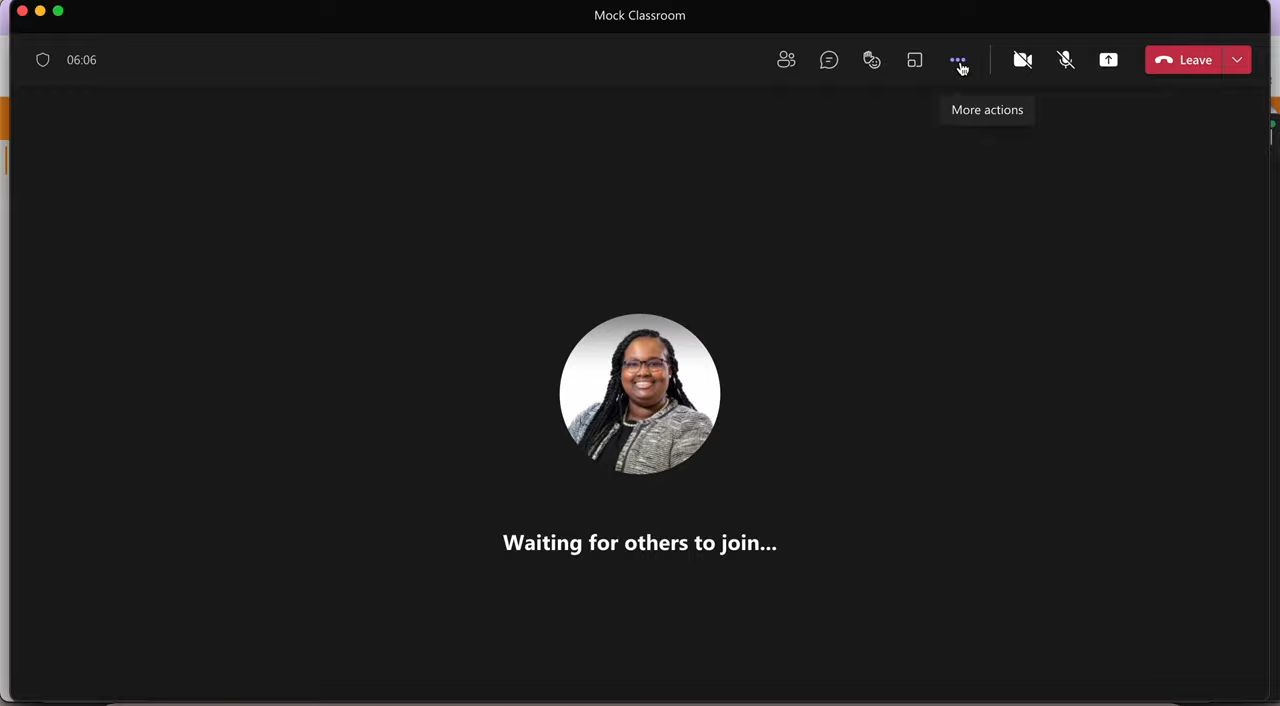 Mock Classroom
06:06
Leave
More actions
Waiting for others to join...